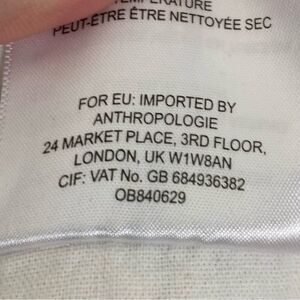 TEMPÉRATURE
PEUT-ÊTRE ÊTRE NETTOYÉE SEC
FOR EU: IMPORTED BY
ANTHROPOLOGIE
24 MARKET PLACE, 3RD FLOOR,
LONDON, UK W1W8AN
CIF: VAT No. GB 684936382
OB840629